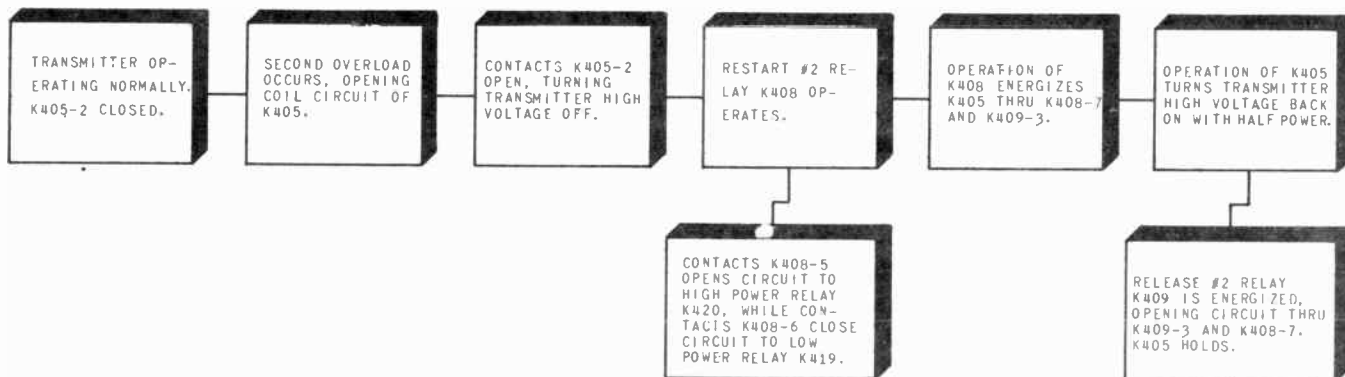 TRANSMITTER OP-
ERATING NORMALLY.
K405-2 CLOSED.
SECOND OVERLOAD
OCCURS, OPENING
COIL CIRCUIT OF
K405.
CONTACTS K405-2
OPEN, TURNING
TRANSMITTER HIGH
VOLTAGE OFF.
RESTART #2 RE-
LAY K408 OP-
ERATES.
OPERATION OF
K408 ENERGIZES
K405 THRU K408-7
AND K409-3.
OPERATION OF K405
TURNS TRANSMITTER
HIGH VOLTAGE BACK
ON WITH HALF POWER.
CONTACTS K408-5
OPENS CIRCUIT TO
HIGH POWER RELAY
K420, WHILE CON-
TACTS K408-6 CLOSE
CIRCUIT TO LOW
POWER RELAY K419.
RELEASE #2 RELAY
K409 IS ENERGIZED,
OPENING CIRCUIT THRU
K409-3 AND K408-7.
K405 HOLDS.